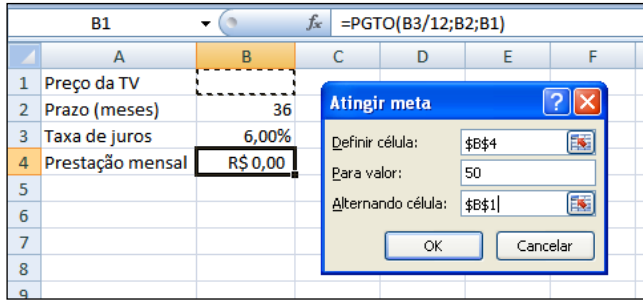 B1 fx =PGTO(B3/12;B2;B1)
A B C D E F
1 Preço da TV
2 Prazo (meses) 36
3 Taxa de juros 6,00%
4 Prestação mensal R$ 0,00
5
6
7
8
9
Atingir meta ?
Definir célula: $B$4
Para valor: 50
Alternando célula: $B$1
OK Cancelar